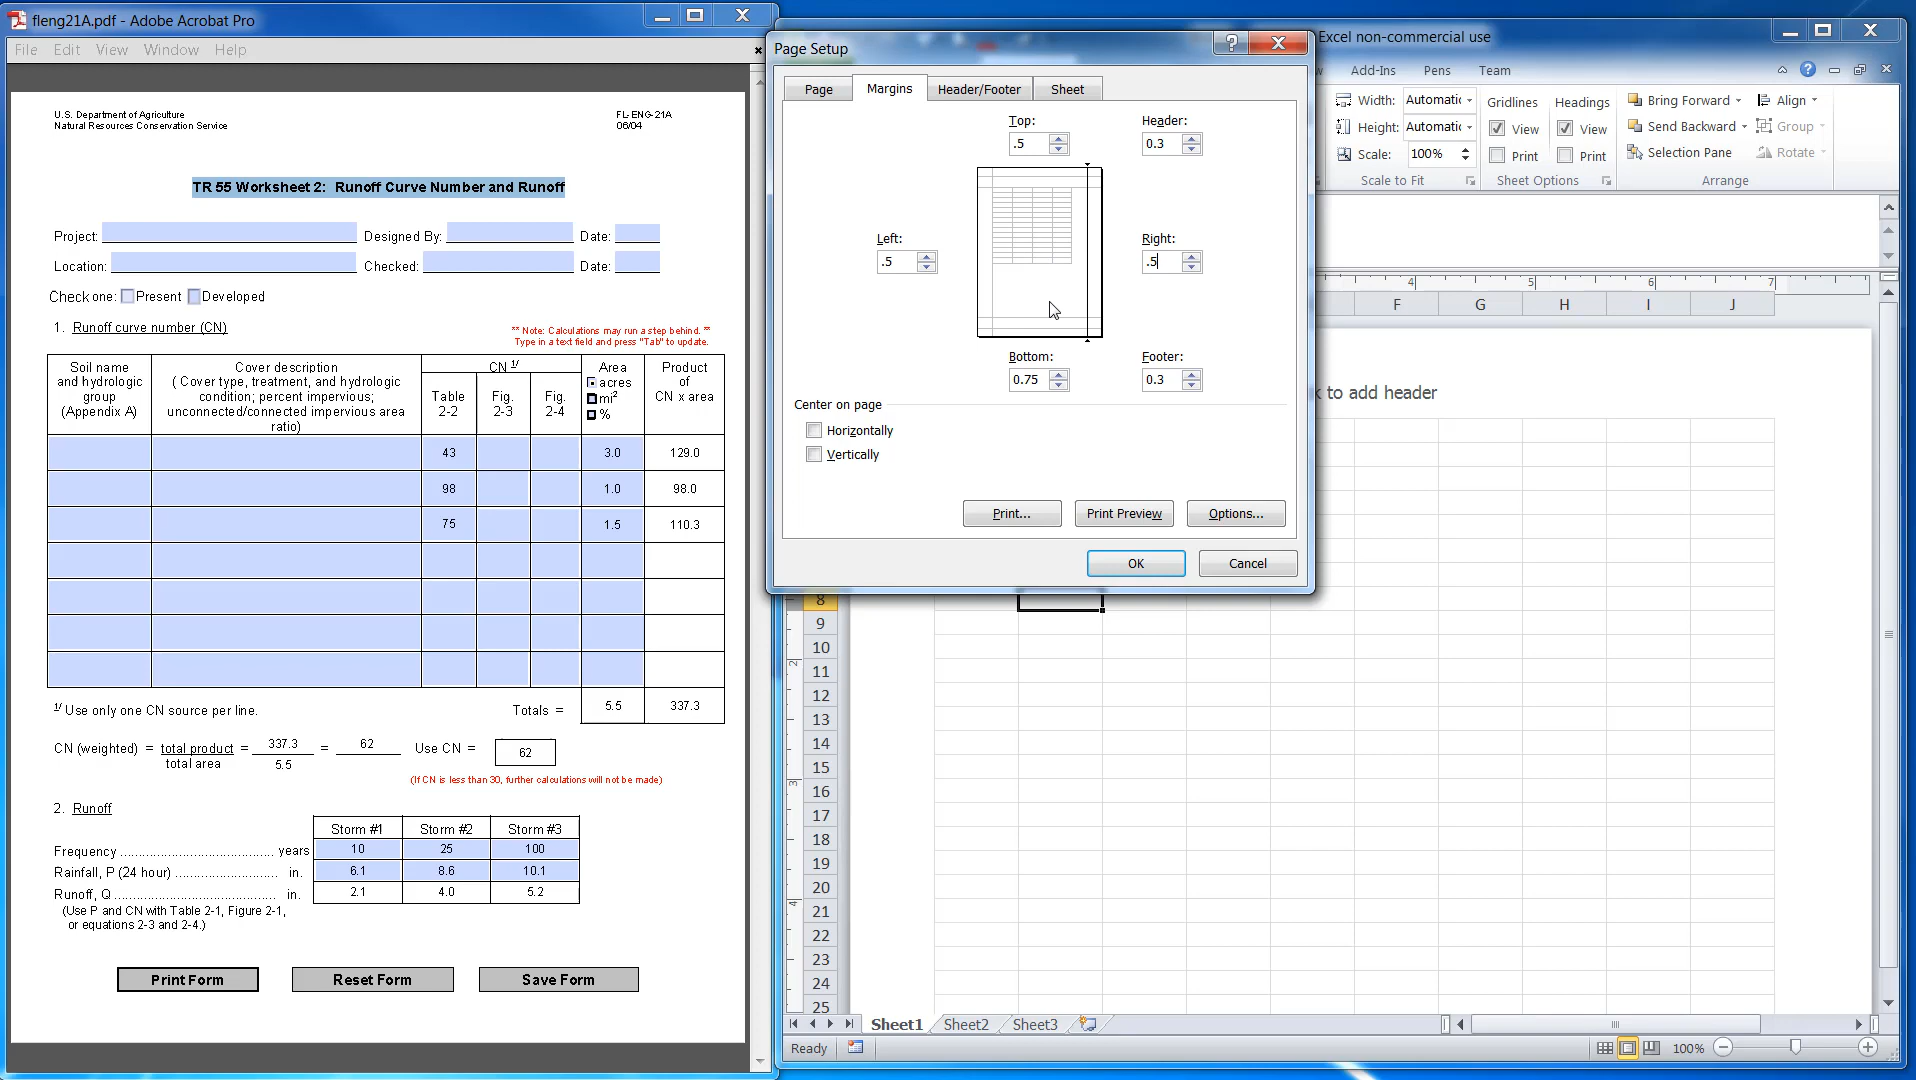 fleng21A.pdf - Adobe Acrobat Pro
File Edit View Window Help
U.S. Department of Agriculture
Natural Resources Conservation Service
FL-ENG-21A
06/04
TR 55 Worksheet 2: Runoff Curve Number and Runoff
Project: Designed By: Date:
Location: Checked: Date:
Check one: Present Developed
1. Runoff curve number (CN)
** Note: Calculations may run a step behind. **
Type in a text field and press "Tab" to update.
Soil name
and hydrologic
group
(Appendix A)
Cover description
( Cover type, treatment, and hydrologic
condition; percent impervious;
unconnected/connected impervious area
ratio)
CN 1/
Table
2-2
Fig.
2-3
Fig.
2-4
Area
acres
mi2
%
Product
of
CN x area
43 3.0 129.0
98 1.0 98.0
75 1.5 110.3
1/ Use only one CN source per line.
Totals = 5.5 337.3
CN (weighted) = total product = 337.3 = 62 Use CN = 62
total area 5.5
(If CN is less than 30, further calculations will not be made)
2. Runoff
Storm #1 Storm #2 Storm #3
Frequency .......................................... years 10 25 100
Rainfall, P (24 hour) ............................ in. 6.1 8.6 10.1
Runoff, Q ............................................ in. 2.1 4.0 5.2
(Use P and CN with Table 2-1, Figure 2-1,
or equations 2-3 and 2-4.)
Print Form Reset Form Save Form
Page Setup
Page Margins Header/Footer Sheet
Top:
.5
Header:
0.3
Left:
.5
Right:
.5
Bottom:
0.75
Footer:
0.3
Center on page
Horizontally
Vertically
Print... Print Preview Options...
OK Cancel
Excel non-commercial use
Add-Ins Pens Team
Width: Automatic
Height: Automatic
Scale: 100%
Scale to Fit
Gridlines Headings
View View
Print Print
Sheet Options
Bring Forward
Send Backward
Selection Pane
Align
Group
Rotate
Arrange
4 5 6 7
F G H I J
k to add header
8
9
10
11
12
13
14
15
16
17
18
19
20
21
22
23
24
25
2
3
4
Sheet1 Sheet2 Sheet3
Ready
100%